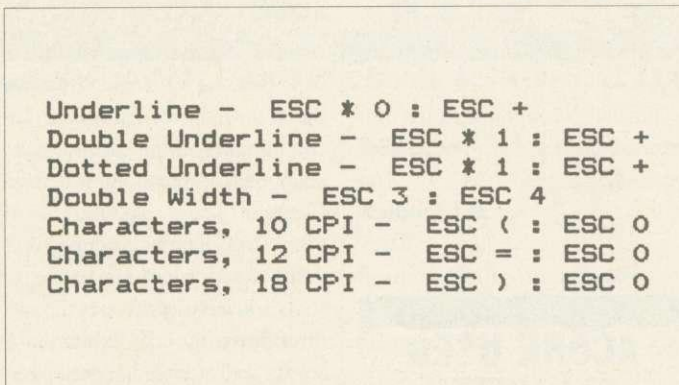 Underline - ESC * 0 : ESC +
Double Underline - ESC * 1 : ESC +
Dotted Underline - ESC * 1 : ESC +
Double Width - ESC 3 : ESC 4
Characters, 10 CPI - ESC ( : ESC 0
Characters, 12 CPI - ESC = : ESC 0
Characters, 18 CPI - ESC ) : ESC 0